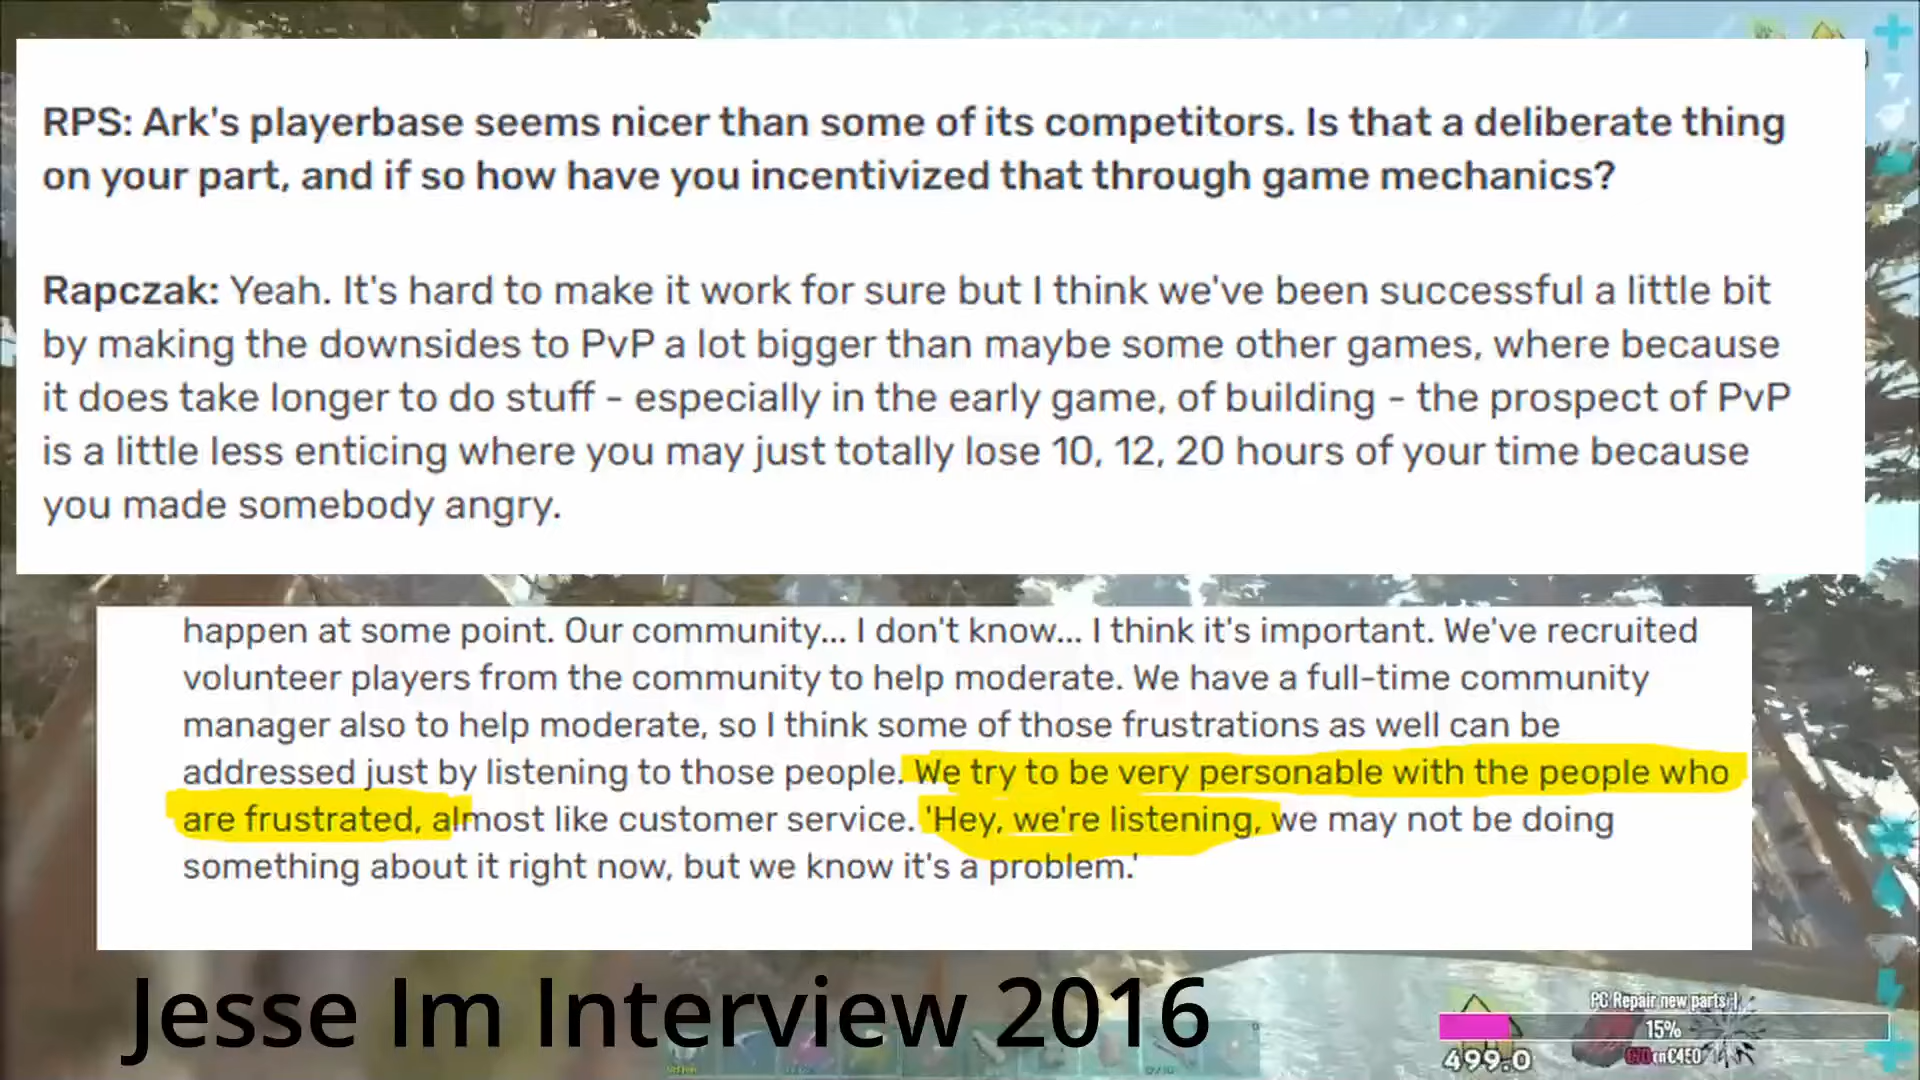 RPS: Ark's playerbase seems nicer than some of its competitors. Is that a deliberate thing
on your part, and if so how have you incentivized that through game mechanics?
Rapczak: Yeah. It's hard to make it work for sure but I think we've been successful a little bit
by making the downsides to PvP a lot bigger than maybe some other games, where because
it does take longer to do stuff – especially in the early game, of building – the prospect of PvP
is a little less enticing where you may just totally lose 10, 12, 20 hours of your time because
you made somebody angry.
happen at some point. Our community... I don't know... I think it's important. We've recruited
volunteer players from the community to help moderate. We have a full-time community
manager also to help moderate, so I think some of those frustrations as well can be
addressed just by listening to those people. We try to be very personable with the people who
are frustrated, almost like customer service. 'Hey, we're listening, we may not be doing
something about it right now, but we know it's a problem.'
Jesse Im Interview 2016
PC Repair new parts
15%
499.0